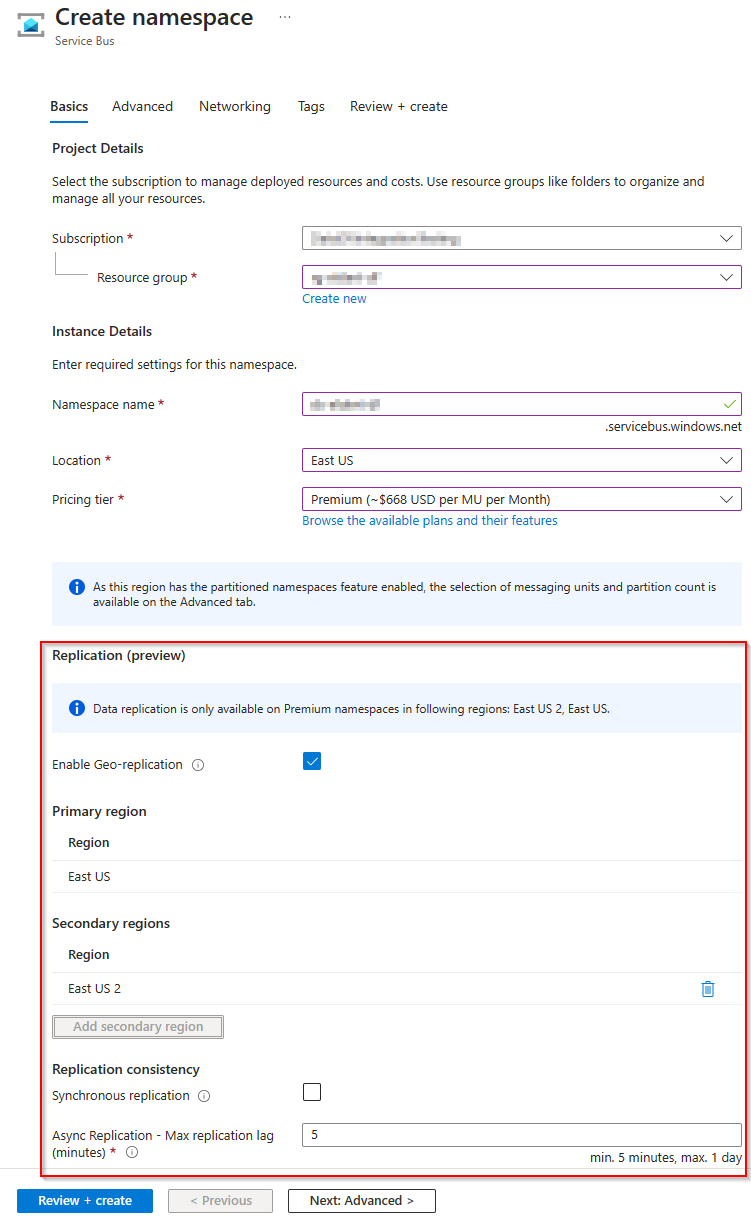 Create namespace ...
Service Bus
Basics Advanced Networking Tags Review + create
Project Details
Select the subscription to manage deployed resources and costs. Use resource groups like folders to organize and
manage all your resources.
Subscription *
Resource group *
Create new
Instance Details
Enter required settings for this namespace.
Namespace name *
.servicebus.windows.net
Location * East US
Pricing tier * Premium (~$668 USD per MU per Month)
Browse the available plans and their features
As this region has the partitioned namespaces feature enabled, the selection of messaging units and partition count is
available on the Advanced tab.
Replication (preview)
Data replication is only available on Premium namespaces in following regions: East US 2, East US.
Enable Geo-replication
Primary region
Region
East US
Secondary regions
Region
East US 2
Add secondary region
Replication consistency
Synchronous replication
Async Replication - Max replication lag 5
(minutes) *
min. 5 minutes, max. 1 day
Review + create < Previous Next: Advanced >